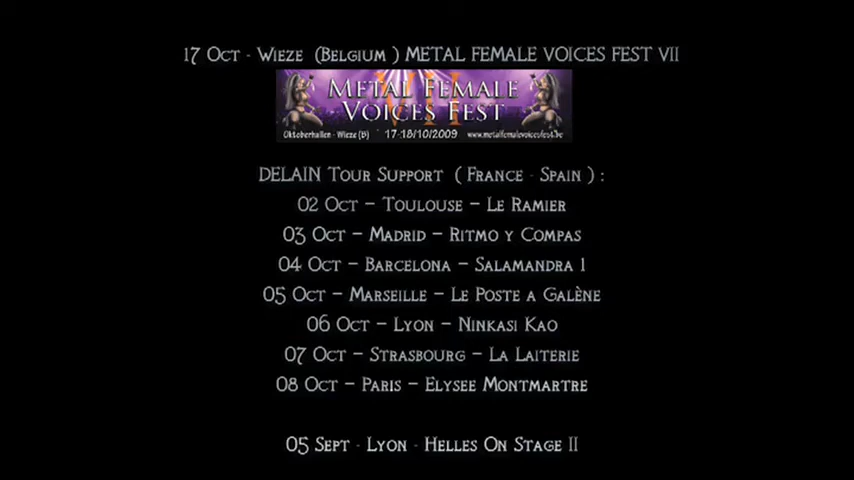 17 Oct - Wieze (Belgium ) METAL FEMALE VOICES FEST VII
VII
Metal Female
Voices Fest
Oktoberhallen - Wieze (B) 17-18/10/2009 www.metalfemalevoicesfest.be
DELAIN Tour Support ( France - Spain ) :
02 Oct – Toulouse – Le Ramier
03 Oct – Madrid – Ritmo y Compas
04 Oct – Barcelona – Salamandra 1
05 Oct – Marseille – Le Poste a Galène
06 Oct – Lyon – Ninkasi Kao
07 Oct – Strasbourg – La Laiterie
08 Oct – Paris – Elysee Montmartre
05 Sept - Lyon - Helles On Stage II